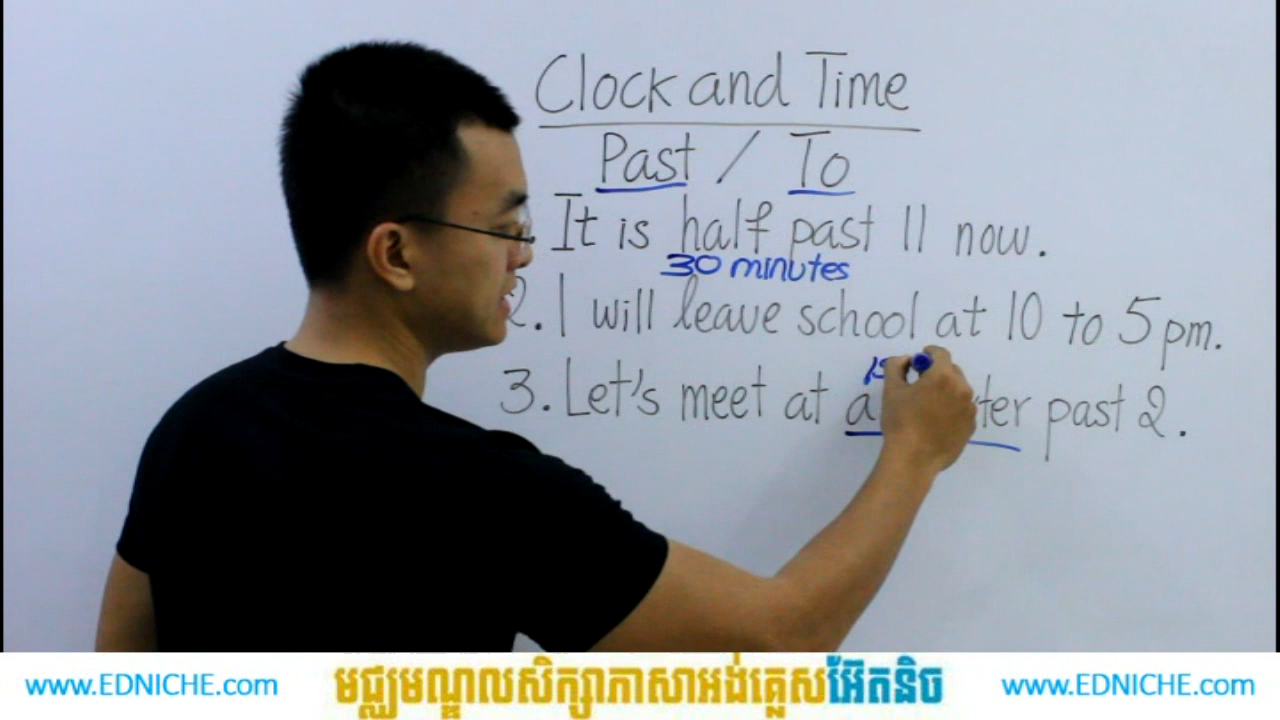 Clock and Time
Past / To
It is half past 11 now.
30 minutes
2. I will leave school at 10 to 5 pm.
15
3. Let's meet at a past 2.
www.EDNICHE.com មជ្ឈមណ្ឌលសិក្សាភាសាអង់គ្លេសអ៊ែតនិច www.EDNICHE.com